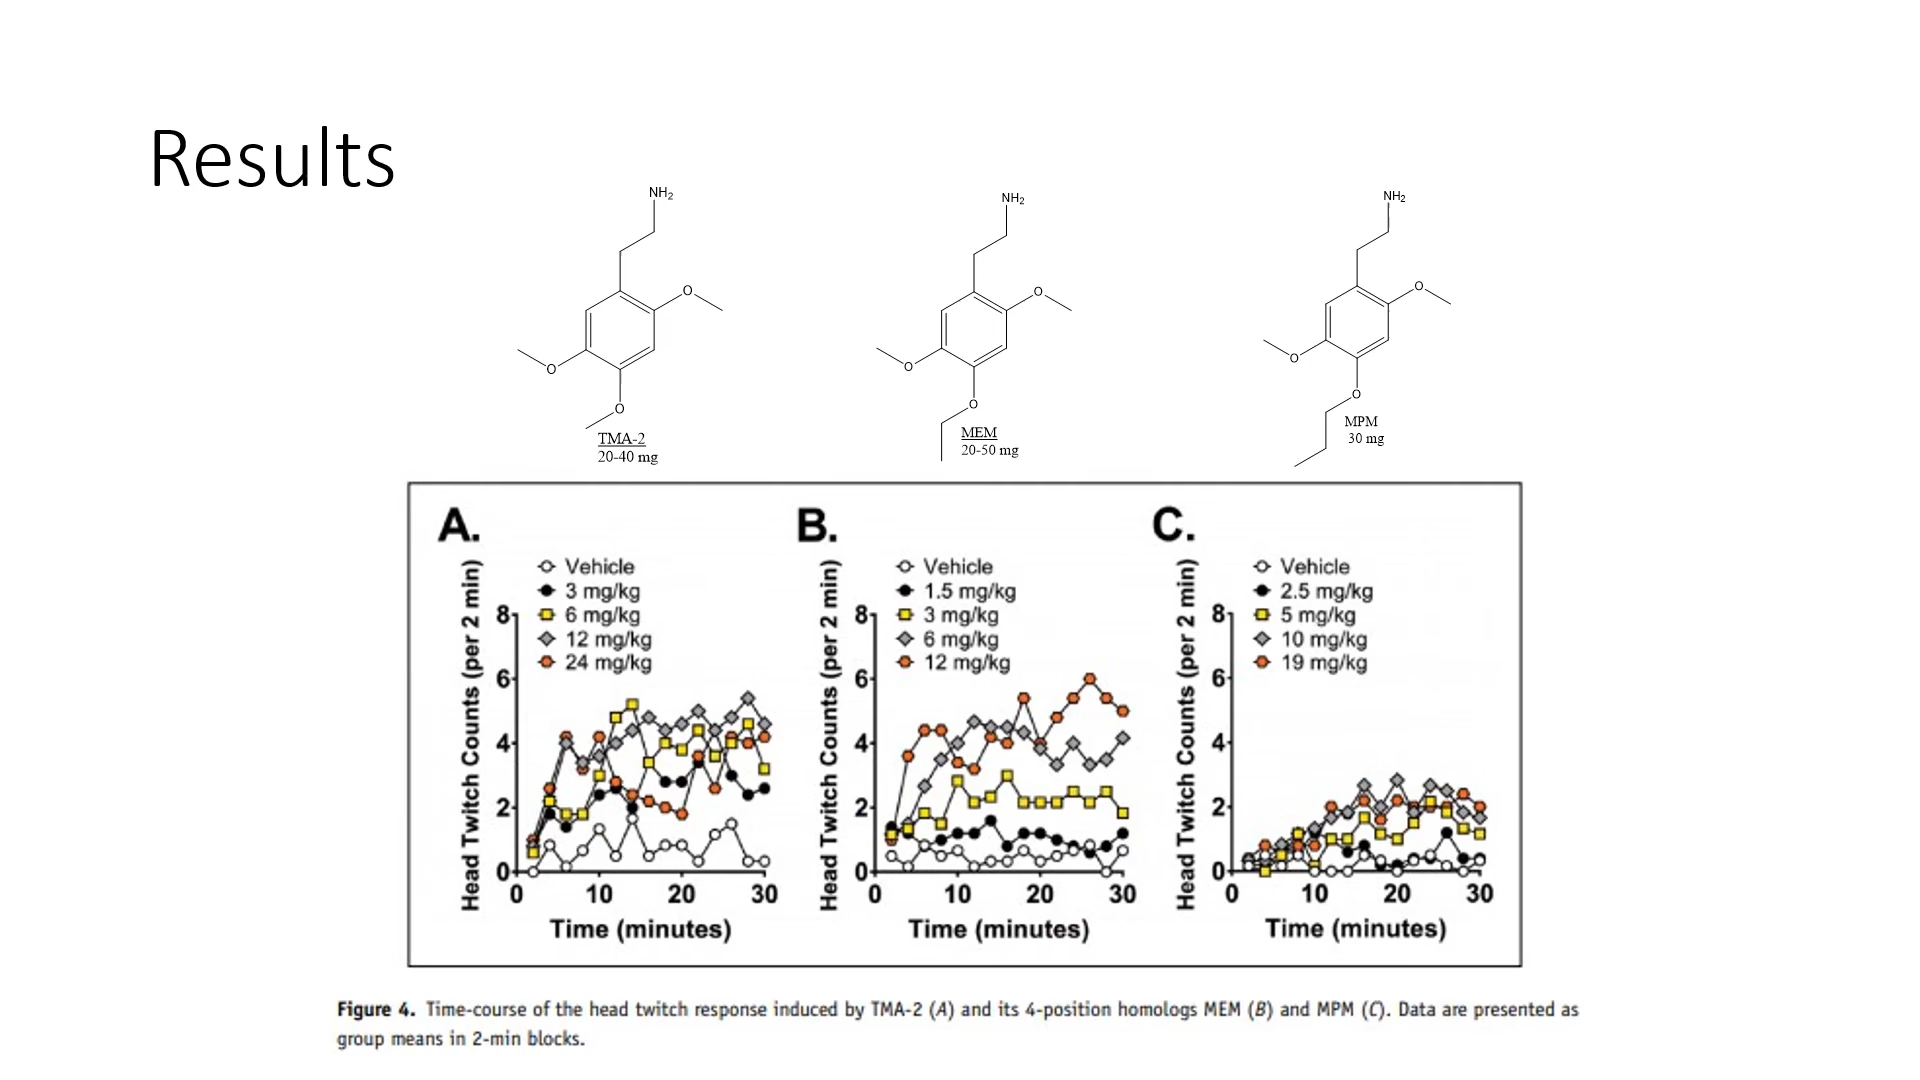 Results
NH2
O
O
O
TMA-2
20-40 mg
NH2
O
O
O
MEM
20-50 mg
NH2
O
O
O
MPM
30 mg
A.
Vehicle
3 mg/kg
6 mg/kg
12 mg/kg
24 mg/kg
Head Twitch Counts (per 2 min)
8
6
4
2
0
0 10 20 30
Time (minutes)
B.
Vehicle
1.5 mg/kg
3 mg/kg
6 mg/kg
12 mg/kg
Head Twitch Counts (per 2 min)
8
6
4
2
0
0 10 20 30
Time (minutes)
C.
Vehicle
2.5 mg/kg
5 mg/kg
10 mg/kg
19 mg/kg
Head Twitch Counts (per 2 min)
8
6
4
2
0
0 10 20 30
Time (minutes)
Figure 4. Time-course of the head twitch response induced by TMA-2 (A) and its 4-position homologs MEM (B) and MPM (C). Data are presented as
group means in 2-min blocks.